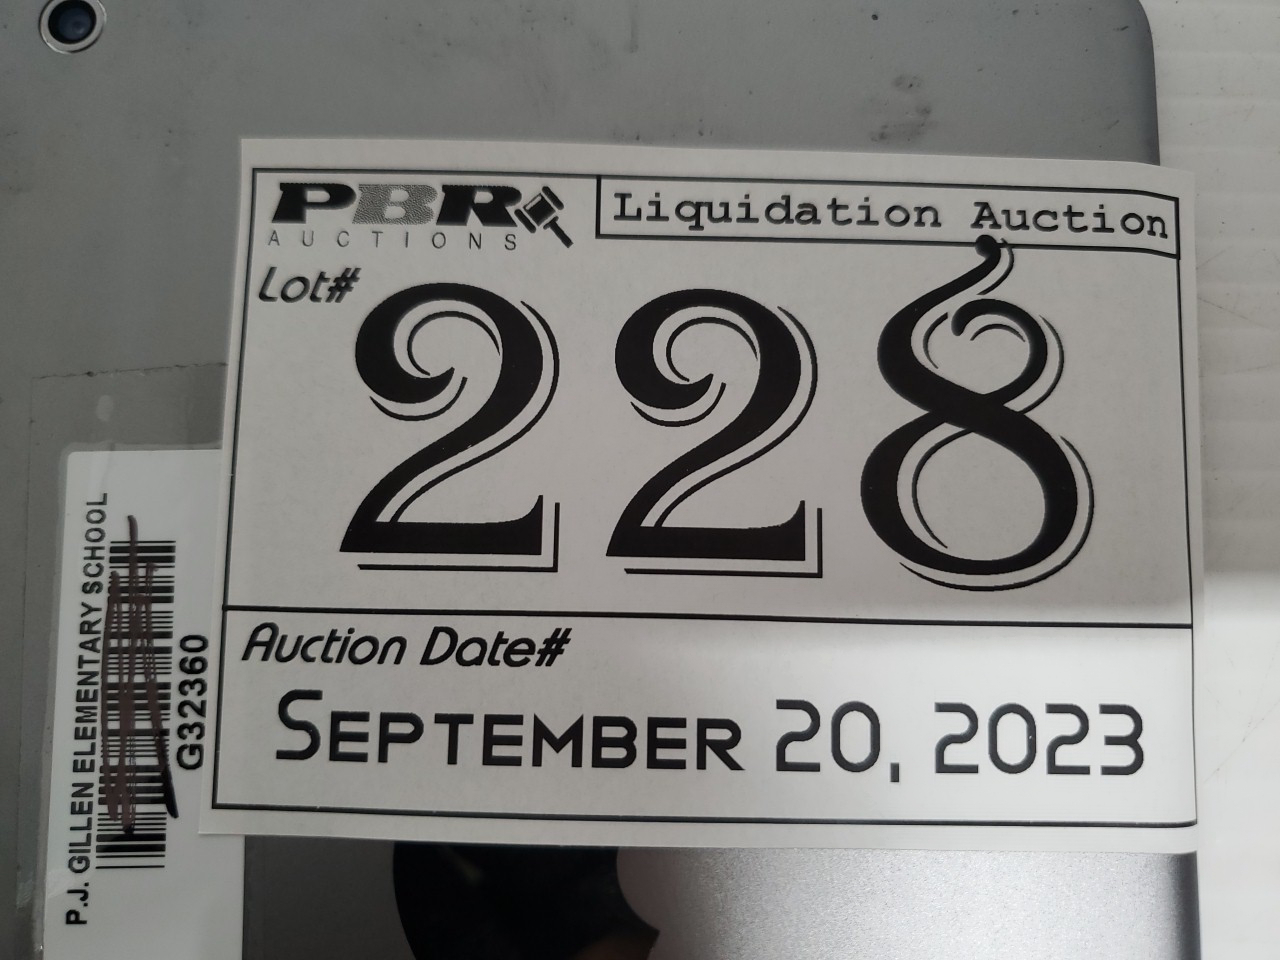 PBR
AUCTIONS
Liquidation Auction
Lot#
228
Auction Date#
SEPTEMBER 20, 2023
P.J. GILLEN ELEMENTARY SCHOOL
G32360